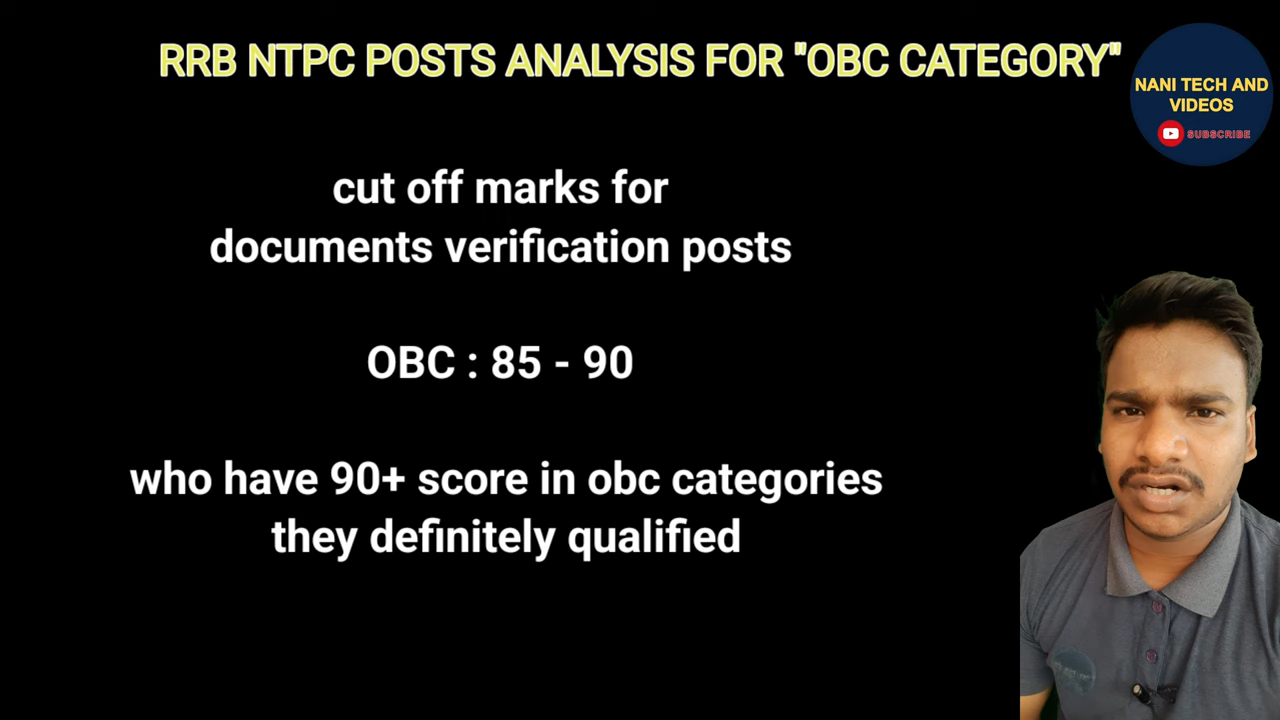 RRB NTPC POSTS ANALYSIS FOR "OBC CATEGORY"
NANI TECH AND
VIDEOS
SUBSCRIBE
cut off marks for
documents verification posts
OBC : 85 - 90
who have 90+ score in obc categories
they definitely qualified